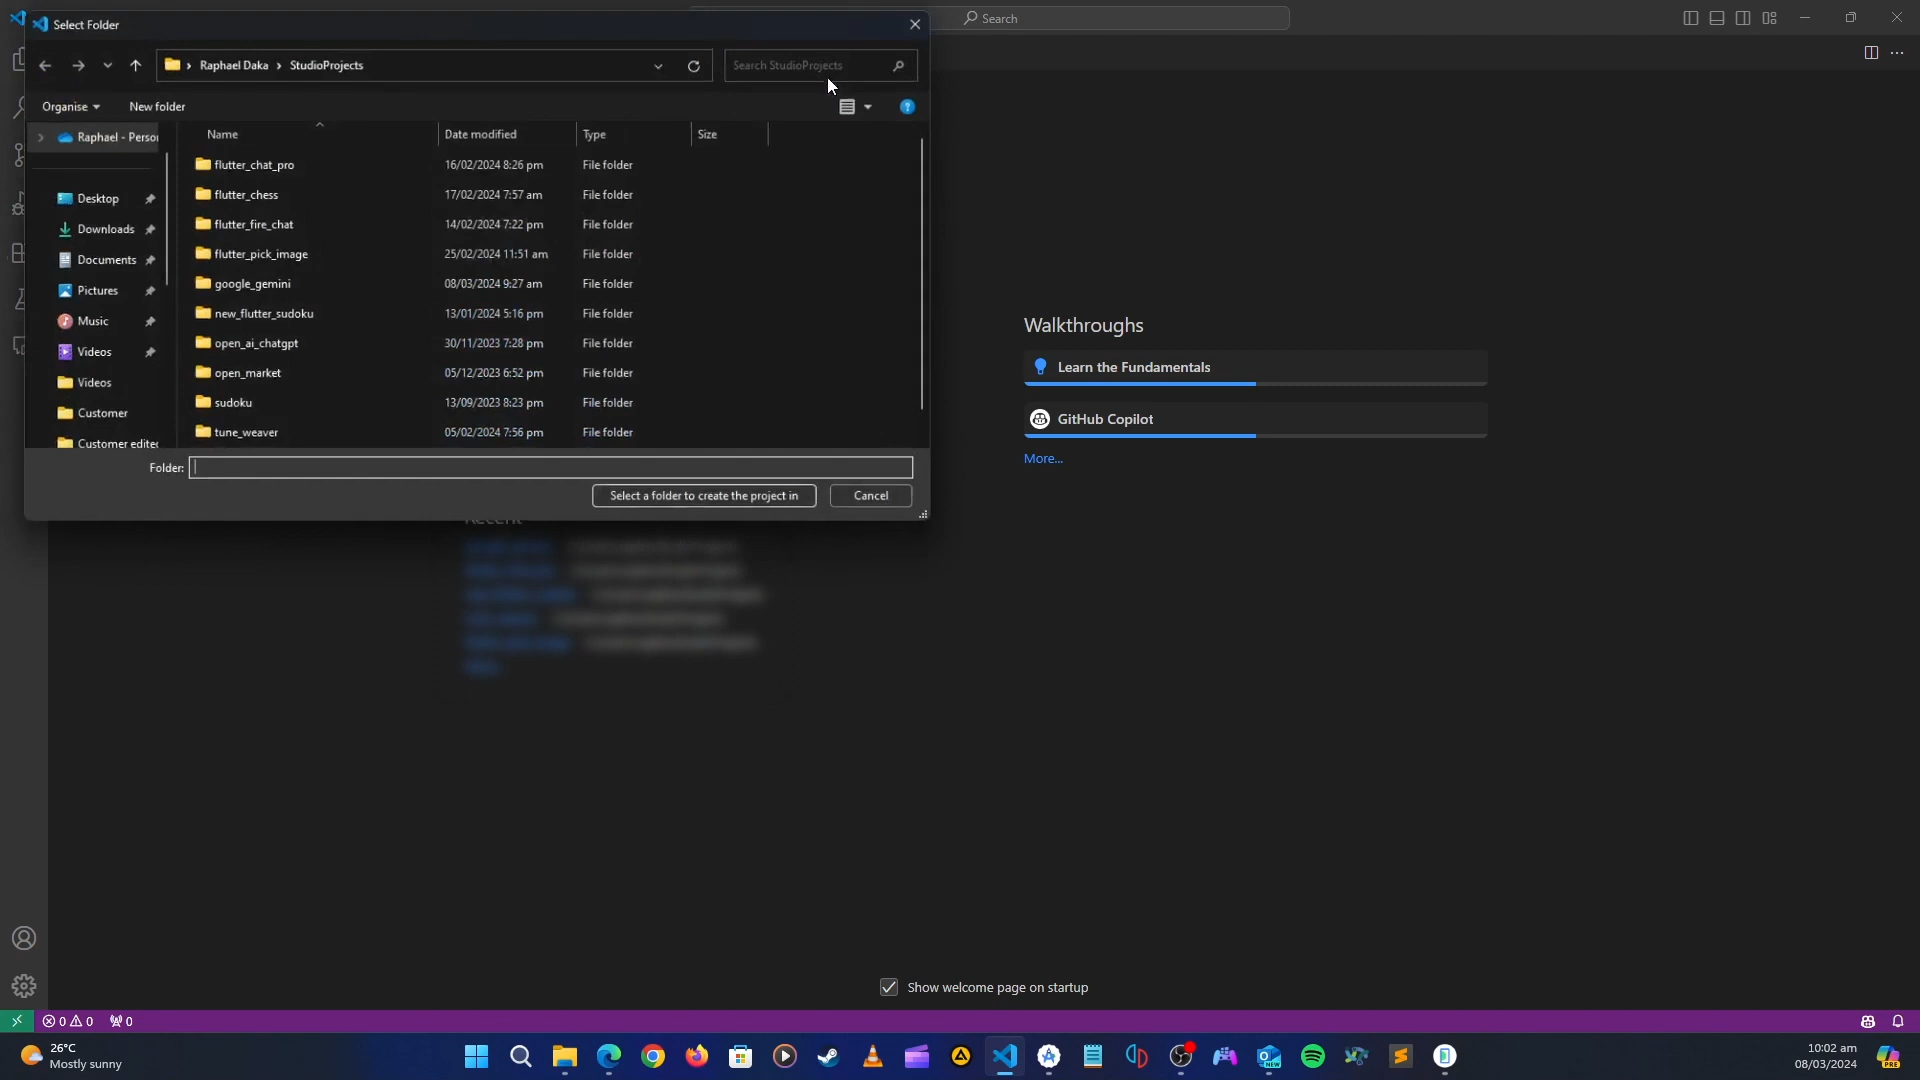 Select Folder
Search
Raphael Daka > StudioProjects
Search StudioProjects
Organise
New folder
Name
Date modified
Type
Size
Raphael - Perso
flutter_chat_pro 16/02/2024 8:26 pm File folder
flutter_chess 17/02/2024 7:57 am File folder
Desktop
flutter_fire_chat 14/02/2024 7:22 pm File folder
Downloads
flutter_pick_image 25/02/2024 11:51 am File folder
Documents
google_gemini 08/03/2024 9:27 am File folder
Pictures
new_flutter_sudoku 13/01/2024 5:16 pm File folder
Music
open_ai_chatgpt 30/11/2023 7:28 pm File folder
Videos
open_market 05/12/2023 6:52 pm File folder
Videos
sudoku 13/09/2023 8:23 pm File folder
Customer
tune_weaver 05/02/2024 7:56 pm File folder
Customer edite
Folder:
Select a folder to create the project in
Cancel
Recent
Walkthroughs
Learn the Fundamentals
GitHub Copilot
More...
Show welcome page on startup
0 0 0
26°C
Mostly sunny
NEW
10:02 am
08/03/2024
PRE